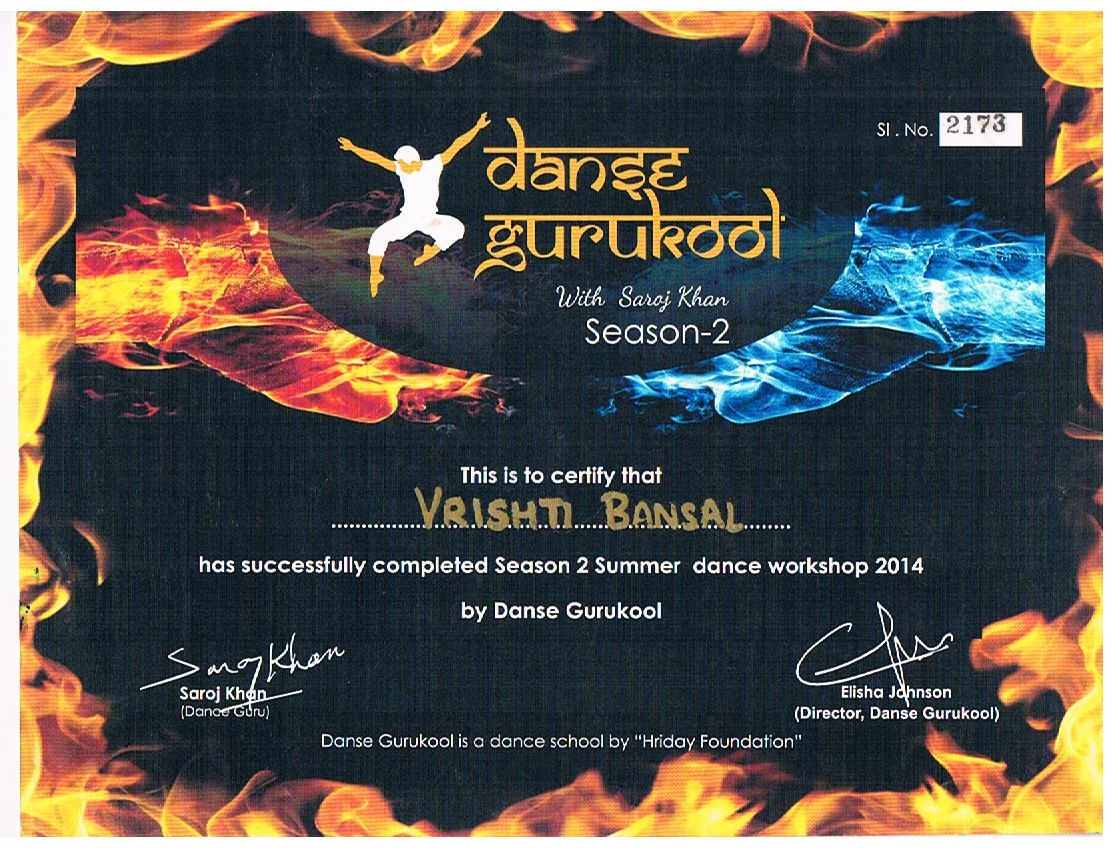 Sl . No. 2173
danse
gurukool
With Saroj Khan
Season-2
This is to certify that
VRISHTI BANSAL
has successfully completed Season 2 Summer dance workshop 2014
by Danse Gurukool
Saroj Khan
Saroj Khan
(Dance Guru)
Elisha Johnson
(Director, Danse Gurukool)
Danse Gurukool is a dance school by “Hriday Foundation”